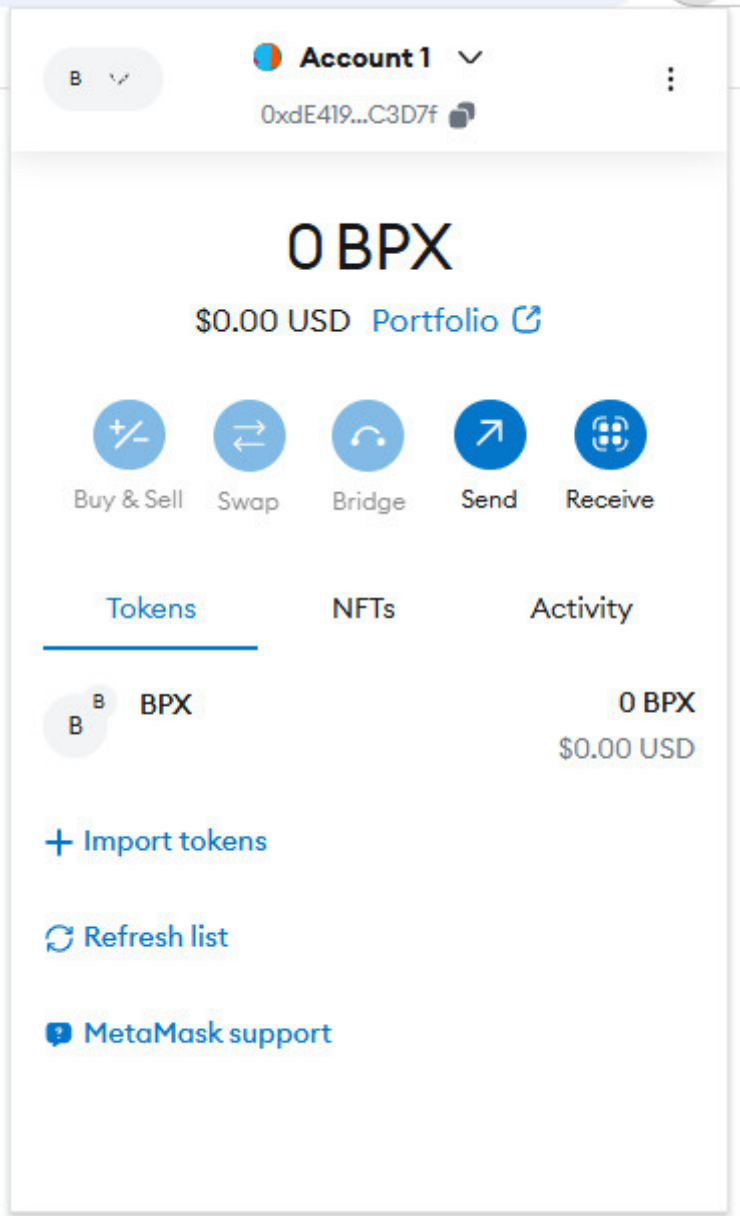 B
Account 1
0xdE419...C3D7f
0 BPX
$0.00 USD Portfolio
Buy & Sell Swap Bridge Send Receive
Tokens NFTs Activity
B
B
BPX
0 BPX
$0.00 USD
Import tokens
Refresh list
MetaMask support